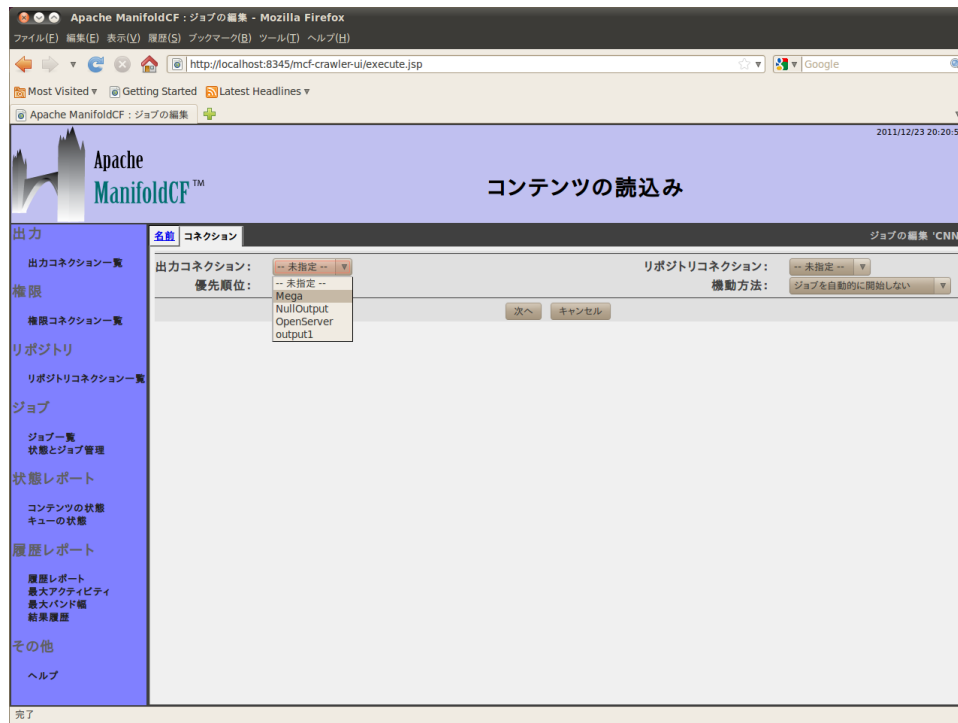 Apache ManifoldCF : ジョブの編集 - Mozilla Firefox
ファイル(F) 編集(E) 表示(V) 履歴(S) ブックマーク(B) ツール(T) ヘルプ(H)
http://localhost:8345/mcf-crawler-ui/execute.jsp
Google
Most Visited Getting Started Latest Headlines
Apache ManifoldCF : ジョブの編集
2011/12/23 20:20:5
Apache
ManifoldCF™
コンテンツの読込み
名前 コネクション
ジョブの編集 'CNN
出力
出力コネクション一覧
権限
権限コネクション一覧
リポジトリ
リポジトリコネクション一覧
ジョブ
ジョブ一覧
状態とジョブ管理
状態レポート
コンテンツの状態
キューの状態
履歴レポート
履歴レポート
最大アクティビティ
最大バンド幅
結果履歴
その他
ヘルプ
出力コネクション: -- 未指定 --
リポジトリコネクション: -- 未指定 --
優先順位:
機動方法: ジョブを自動的に開始しない
-- 未指定 --
Mega
NullOutput
OpenServer
output1
次へ キャンセル
完了